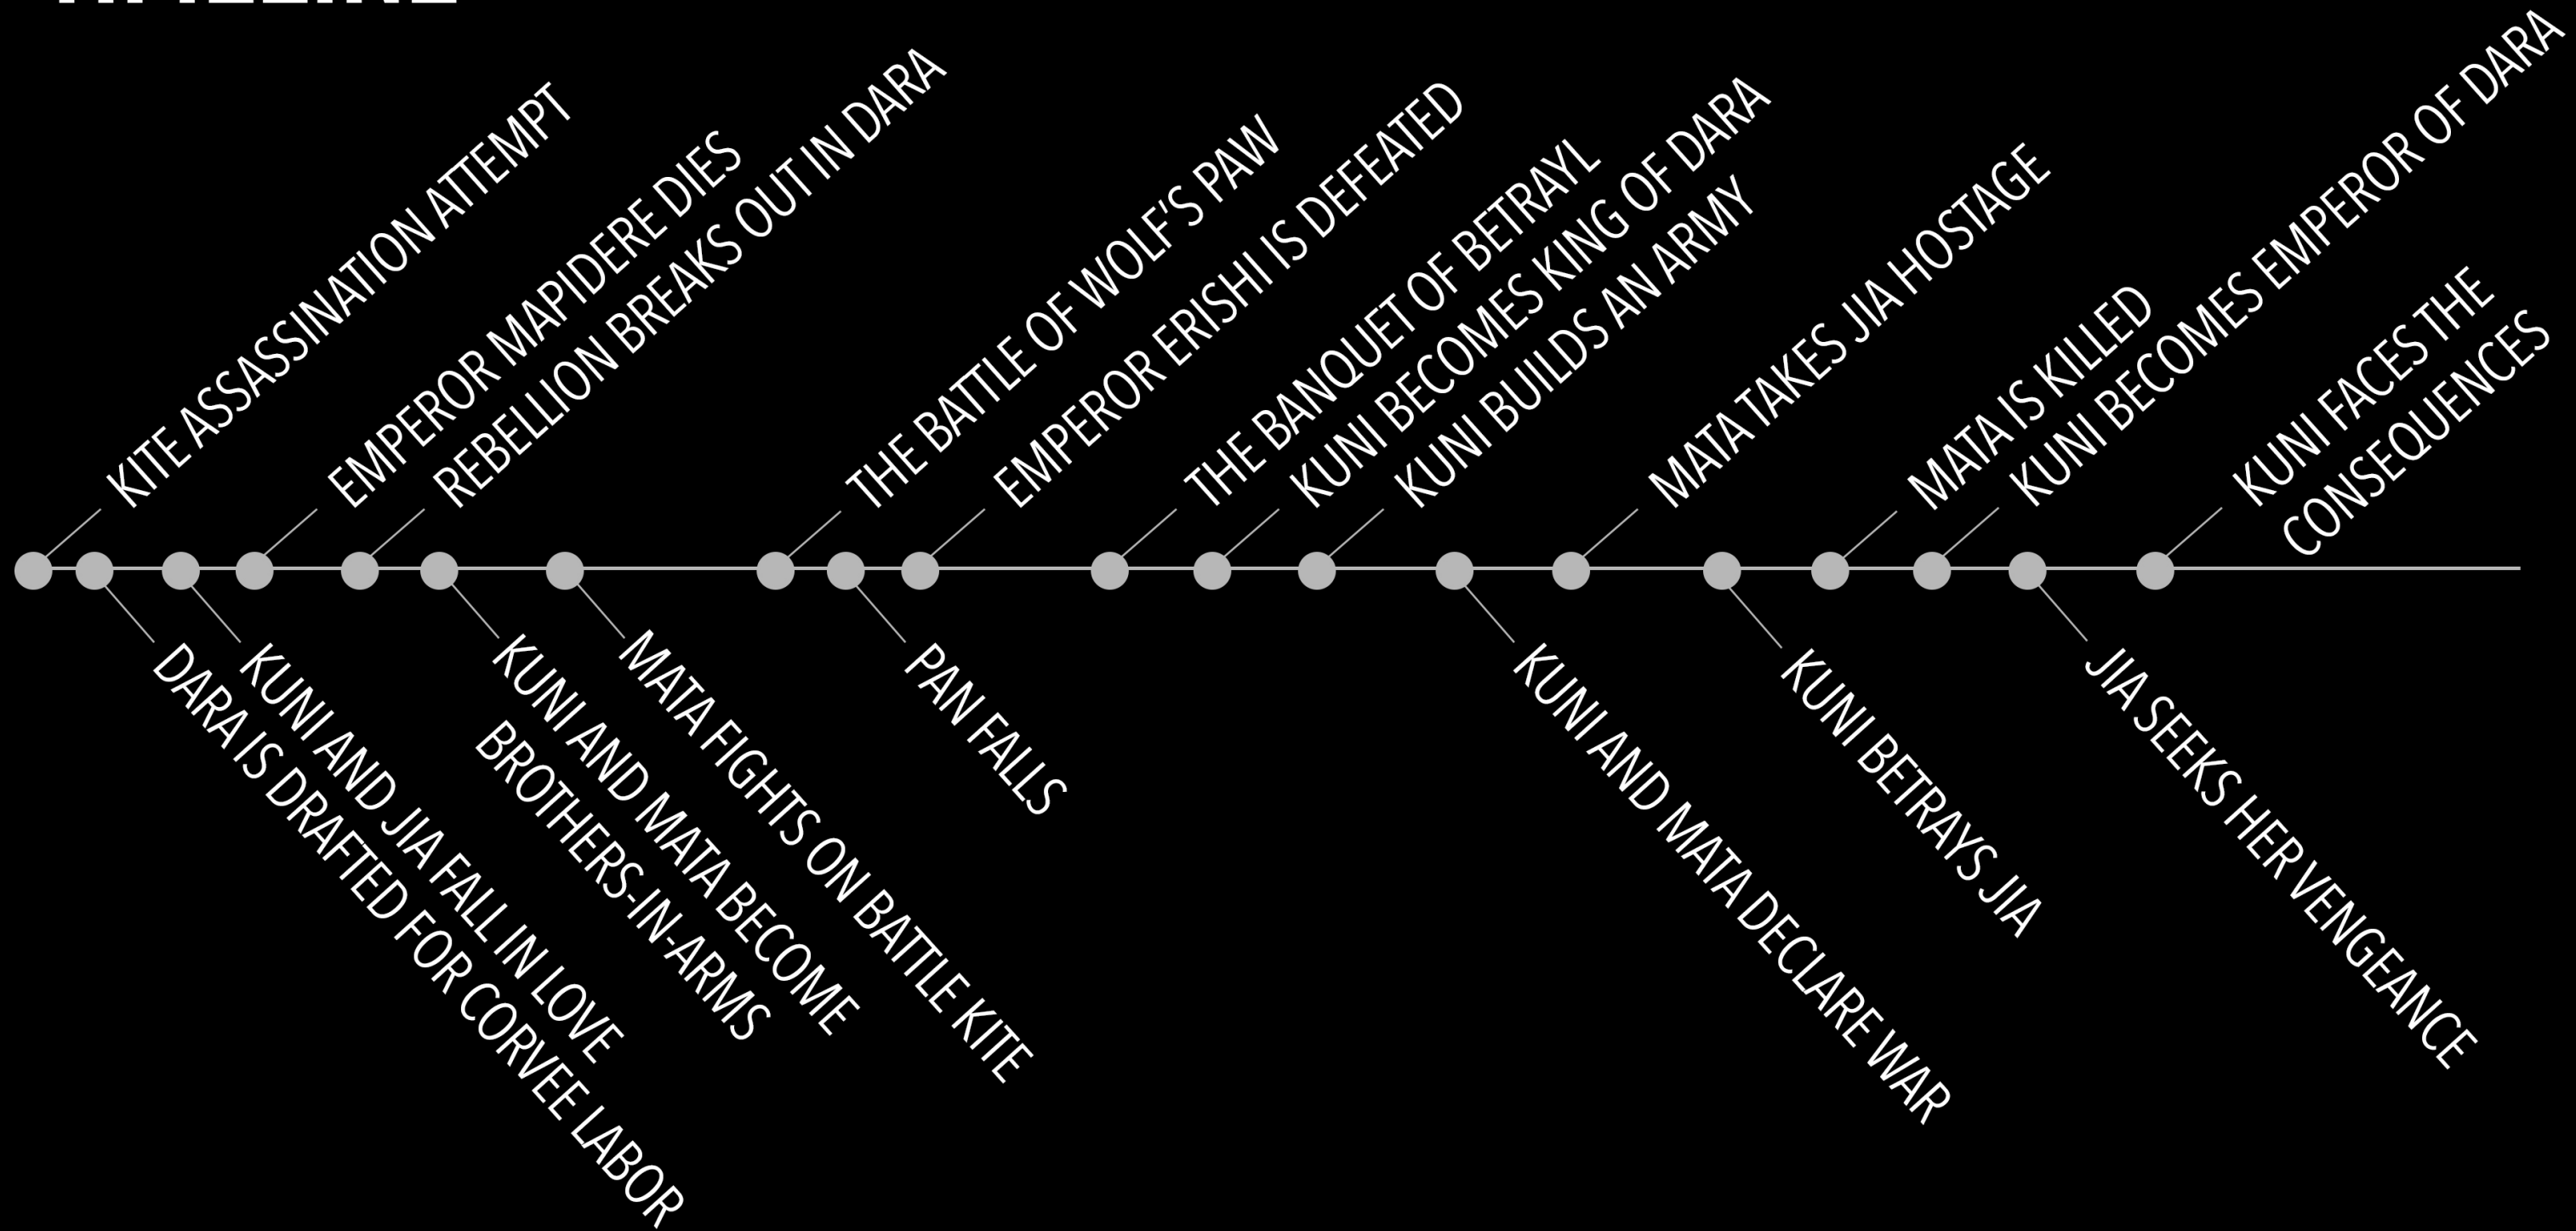 KITE ASSASSINATION ATTEMPT
DARA IS DRAFTED FOR CORVEE LABOR
KUNI AND JIA FALL IN LOVE
EMPEROR MAPIDERE DIES
REBELLION BREAKS OUT IN DARA
KUNI AND MATA BECOME
BROTHERS-IN-ARMS
MATA FIGHTS ON BATTLE KITE
THE BATTLE OF WOLF'S PAW
PAN FALLS
EMPEROR ERISHI IS DEFEATED
THE BANQUET OF BETRAYL
KUNI BECOMES KING OF DARA
KUNI BUILDS AN ARMY
KUNI AND MATA DECLARE WAR
MATA TAKES JIA HOSTAGE
KUNI BETRAYS JIA
MATA IS KILLED
KUNI BECOMES EMPEROR OF DARA
JIA SEEKS HER VENGEANCE
KUNI FACES THE
CONSEQUENCES